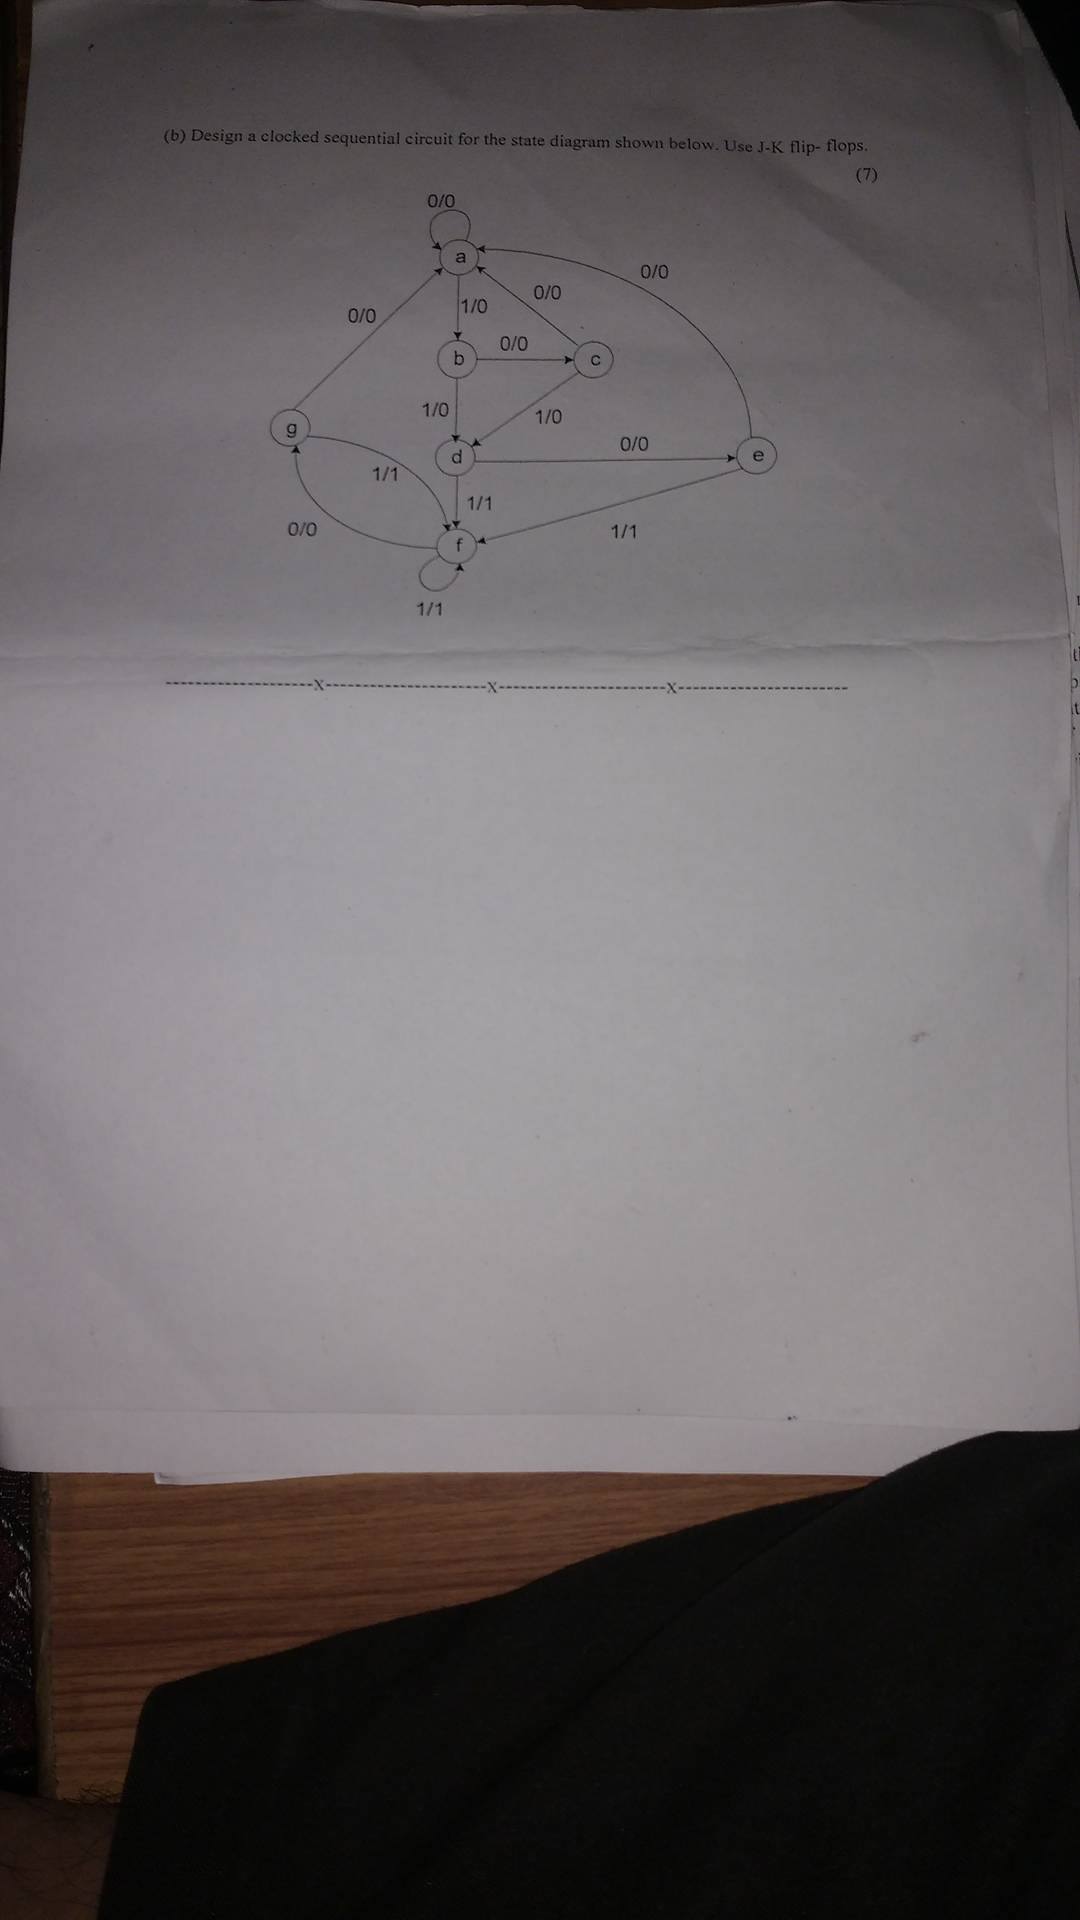 (b) Design a clocked sequential circuit for the state diagram shown below. Use J-K flip- flops.
(7)
0/0
a
0/0
0/0
0/0
1/0
0/0
b
c
1/0
1/0
g
0/0
d
e
1/1
1/1
0/0
1/1
f
1/1
--------------------X----------------------X-----------------------X-----------------------